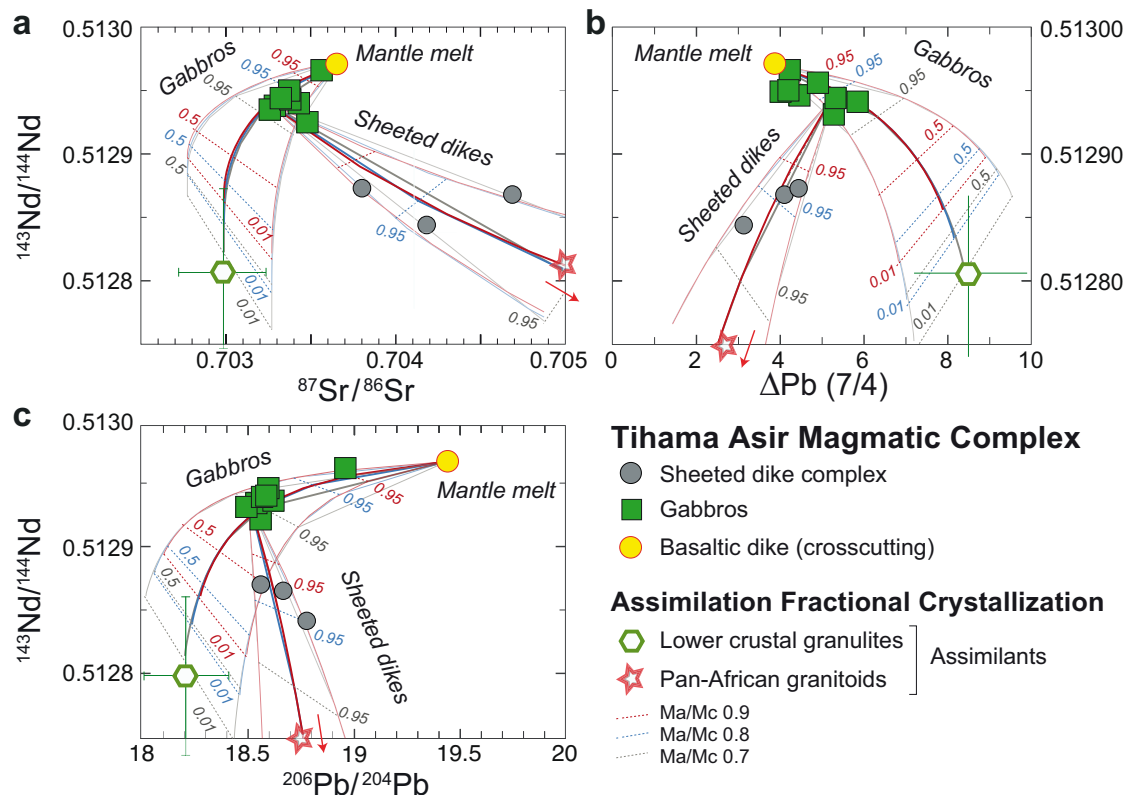 a
0.5130
0.5129
0.5128
143Nd/144Nd
0.703
0.704
0.705
87Sr/86Sr
Gabbros
Mantle melt
Sheeted dikes
0.95
0.95
0.95
0.5
0.5
0.5
0.01
0.01
0.01
0.95
0.95
b
0.51300
0.51290
0.51280
0
2
4
6
8
10
ΔPb (7/4)
Mantle melt
Gabbros
Sheeted dikes
0.95
0.95
0.95
0.5
0.5
0.5
0.95
0.95
0.95
0.01
0.01
0.01
c
0.5130
0.5129
0.5128
143Nd/144Nd
18
18.5
19
19.5
20
206Pb/204Pb
Gabbros
Mantle melt
Sheeted dikes
0.95
0.95
0.95
0.5
0.5
0.5
0.95
0.95
0.95
0.01
0.01
0.01
Tihama Asir Magmatic Complex
Sheeted dike complex
Gabbros
Basaltic dike (crosscutting)
Assimilation Fractional Crystallization
Lower crustal granulites
Pan-African granitoids
Assimilants
Ma/Mc 0.9
Ma/Mc 0.8
Ma/Mc 0.7